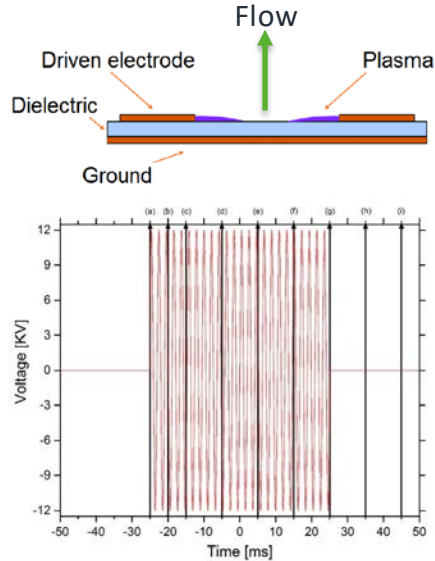 Flow
Driven electrode
Plasma
Dielectric
Ground
(a) (b) (c) (d) (e) (f) (g) (h) (i)
12
9
6
3
0
-3
-6
-9
-12
Voltage [KV]
-50 -40 -30 -20 -10 0 10 20 30 40 50
Time [ms]